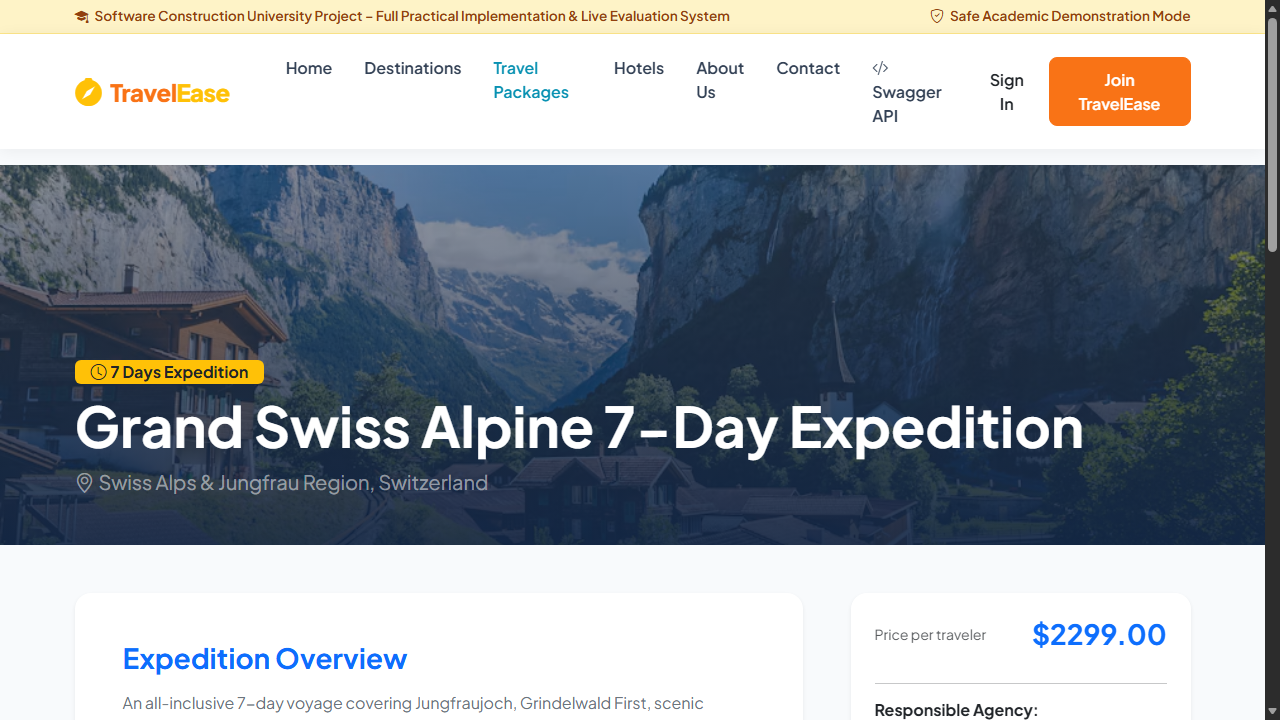 Software Construction University Project – Full Practical Implementation & Live Evaluation System
Safe Academic Demonstration Mode
TravelEase
Home
Destinations
Travel
Packages
Hotels
About
Us
Contact
</>
Swagger
API
Sign
In
Join
TravelEase
7 Days Expedition
Grand Swiss Alpine 7-Day Expedition
Swiss Alps & Jungfrau Region, Switzerland
Expedition Overview
An all-inclusive 7-day voyage covering Jungfraujoch, Grindelwald First, scenic
Price per traveler
$2299.00
Responsible Agency: